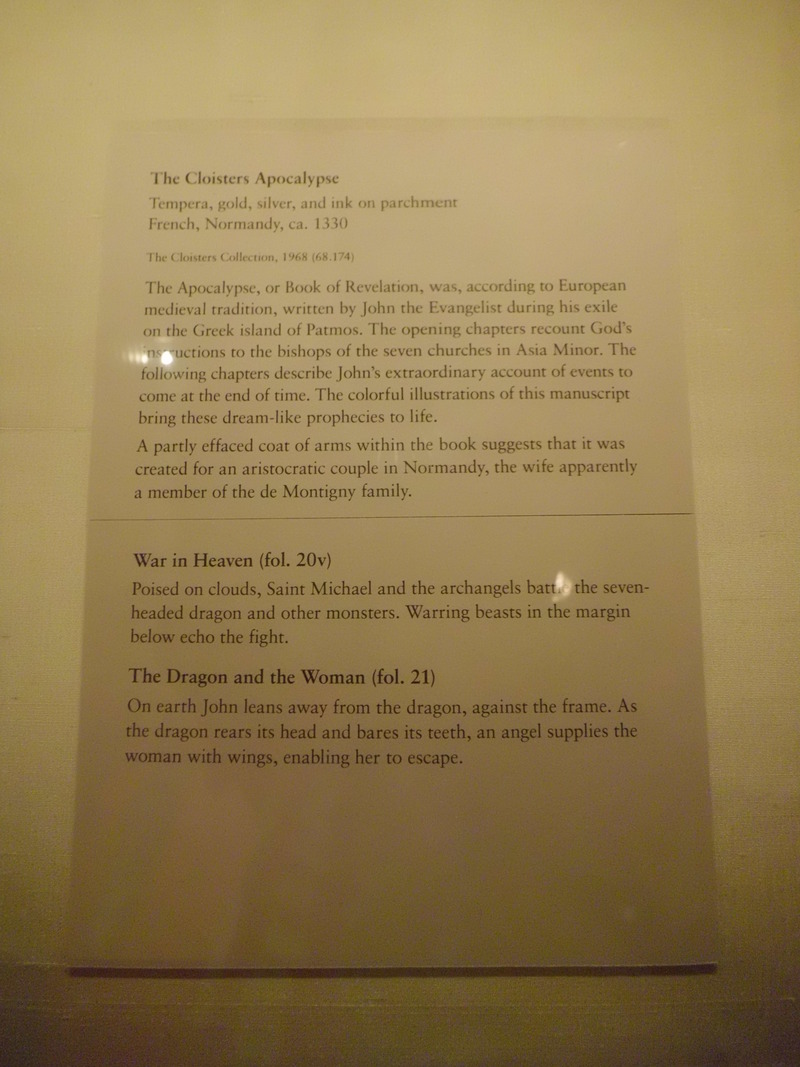 The Cloisters Apocalypse
Tempera, gold, silver, and ink on parchment
French, Normandy, ca. 1330
The Cloisters Collection, 1968 (68.174)
The Apocalypse, or Book of Revelation, was, according to European
medieval tradition, written by John the Evangelist during his exile
on the Greek island of Patmos. The opening chapters recount God's
instructions to the bishops of the seven churches in Asia Minor. The
following chapters describe John's extraordinary account of events to
come at the end of time. The colorful illustrations of this manuscript
bring these dream-like prophecies to life.
A partly effaced coat of arms within the book suggests that it was
created for an aristocratic couple in Normandy, the wife apparently
a member of the de Montigny family.
War in Heaven (fol. 20v)
Poised on clouds, Saint Michael and the archangels the seven-
headed dragon and other monsters. Warring beasts in the margin
below echo the fight.
The Dragon and the Woman (fol. 21)
On earth John leans away from the dragon, against the frame. As
the dragon rears its head and bares its teeth, an angel supplies the
woman with wings, enabling her to escape.